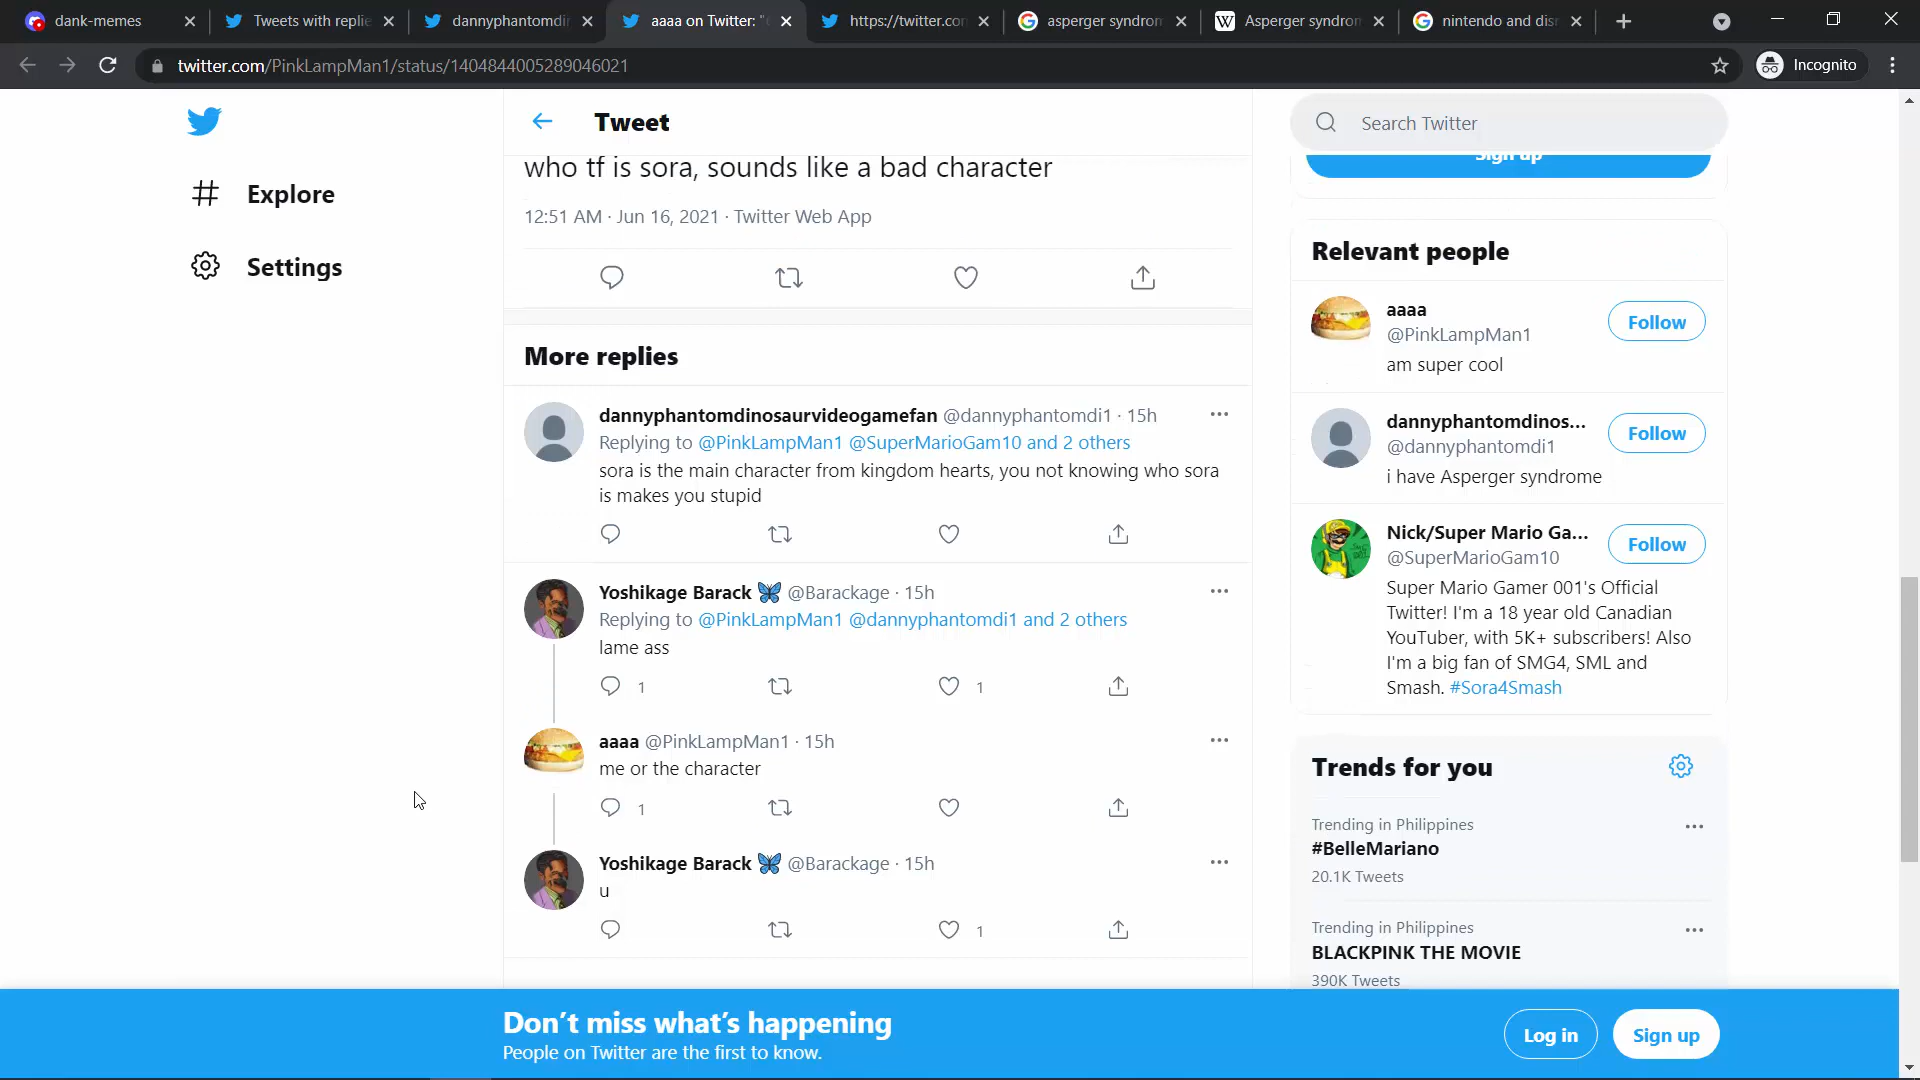 dank-memes
Tweets with replie
dannyphantomdin
aaaa on Twitter: "
https://twitter.com
asperger syndrom
Asperger syndrom
nintendo and dis
twitter.com/PinkLampMan1/status/1404844005289046021
Incognito
Explore
Settings
Tweet
who tf is sora, sounds like a bad character
12:51 AM · Jun 16, 2021 · Twitter Web App
More replies
dannyphantomdinosaurvideogamefan @dannyphantomdi1 · 15h
Replying to @PinkLampMan1 @SuperMarioGam10 and 2 others
sora is the main character from kingdom hearts, you not knowing who sora
is makes you stupid
Yoshikage Barack 🦋 @Barackage · 15h
Replying to @PinkLampMan1 @dannyphantomdi1 and 2 others
lame ass
1
1
aaaa @PinkLampMan1 · 15h
me or the character
1
Yoshikage Barack 🦋 @Barackage · 15h
u
1
Search Twitter
Sign up
Relevant people
aaaa
@PinkLampMan1
Follow
am super cool
dannyphantomdinos...
@dannyphantomdi1
Follow
i have Asperger syndrome
Nick/Super Mario Ga...
@SuperMarioGam10
Follow
Super Mario Gamer 001's Official
Twitter! I'm a 18 year old Canadian
YouTuber, with 5K+ subscribers! Also
I'm a big fan of SMG4, SML and
Smash. #Sora4Smash
Trends for you
Trending in Philippines
#BelleMariano
20.1K Tweets
Trending in Philippines
BLACKPINK THE MOVIE
390K Tweets
Don't miss what's happening
People on Twitter are the first to know.
Log in
Sign up